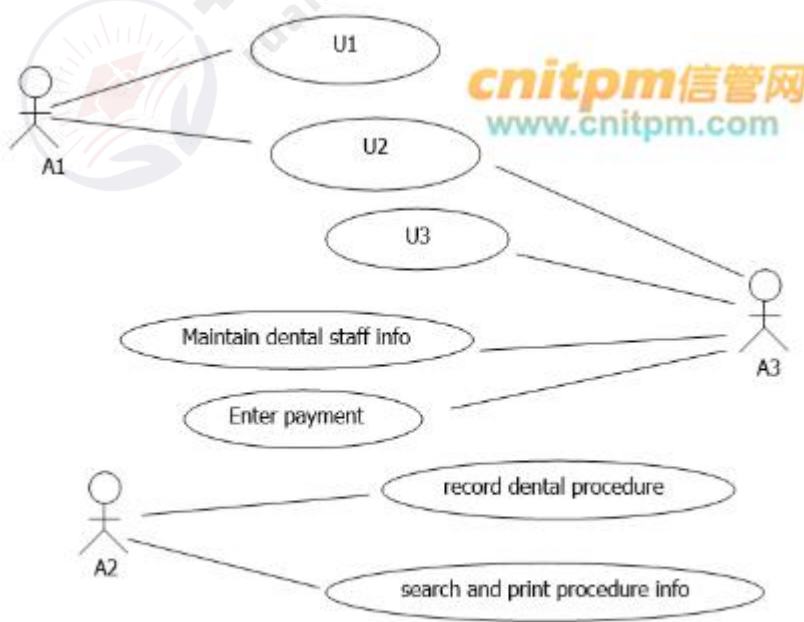 U1
cnitpm信管网
www.cnitpm.com
A1
U2
U3
Maintain dental staff info
A3
Enter payment
record dental procedure
A2
search and print procedure info